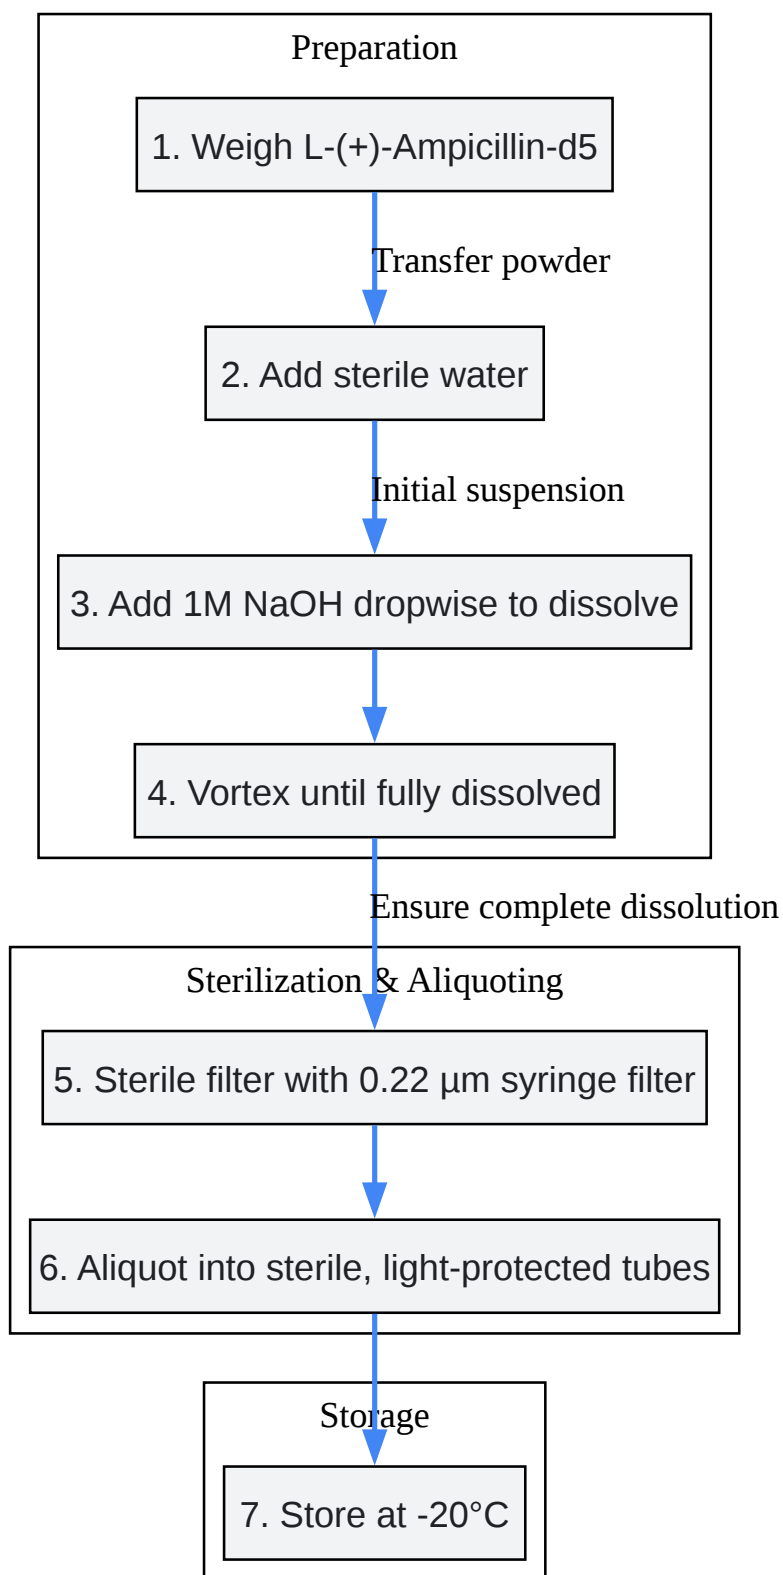 Preparation
1. Weigh L-(+)-Ampicillin-d5
Transfer powder
2. Add sterile water
Initial suspension
3. Add 1M NaOH dropwise to dissolve
4. Vortex until fully dissolved
Ensure complete dissolution
Sterilization & Aliquoting
5. Sterile filter with 0.22 µm syringe filter
6. Aliquot into sterile, light-protected tubes
Storage
7. Store at -20°C